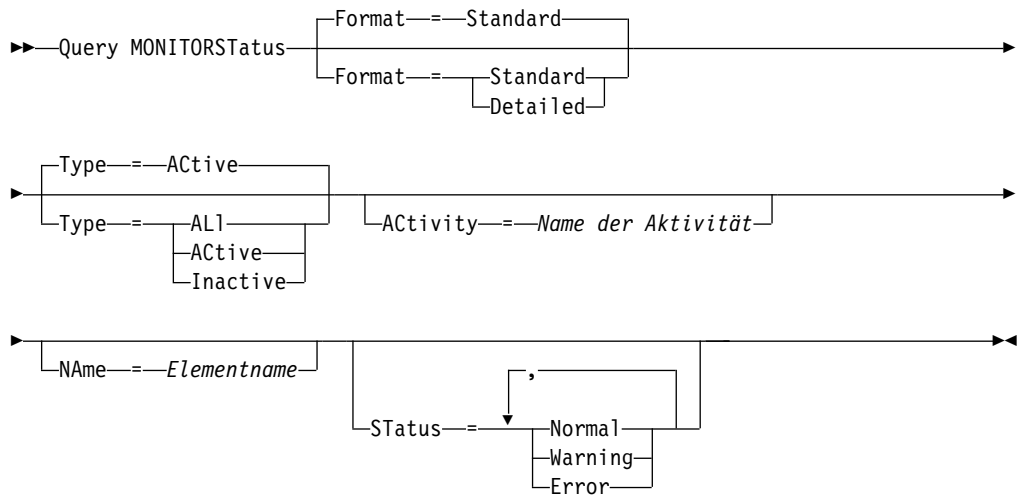 Format = Standard
Query MONITORSTatus
Format = Standard
Detailed
Type = ACtive
Type = ALl
ACtive
Inactive
ACtivity = Name der Aktivität
NAme = Elementname
,
STatus = Normal
Warning
Error